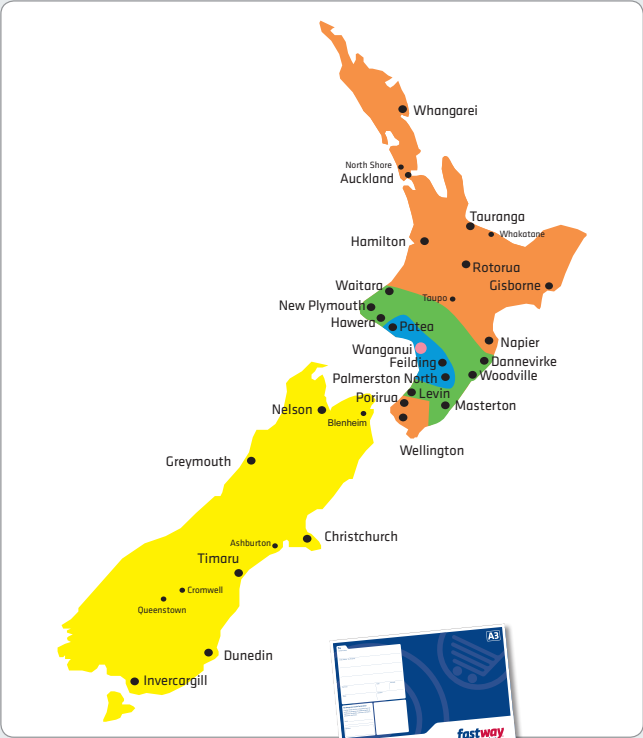 Whangarei
North Shore
Auckland
Tauranga
Whakatane
Hamilton
Rotorua
Gisborne
Waitara
Taupo
New Plymouth
Hawera
Patea
Napier
Wanganui
Feilding
Dannevirke
Palmerston North
Woodville
Levin
Porirua
Masterton
Nelson
Blenheim
Wellington
Greymouth
Christchurch
Ashburton
Timaru
Cromwell
Queenstown
Dunedin
Invercargill
A3
fastway